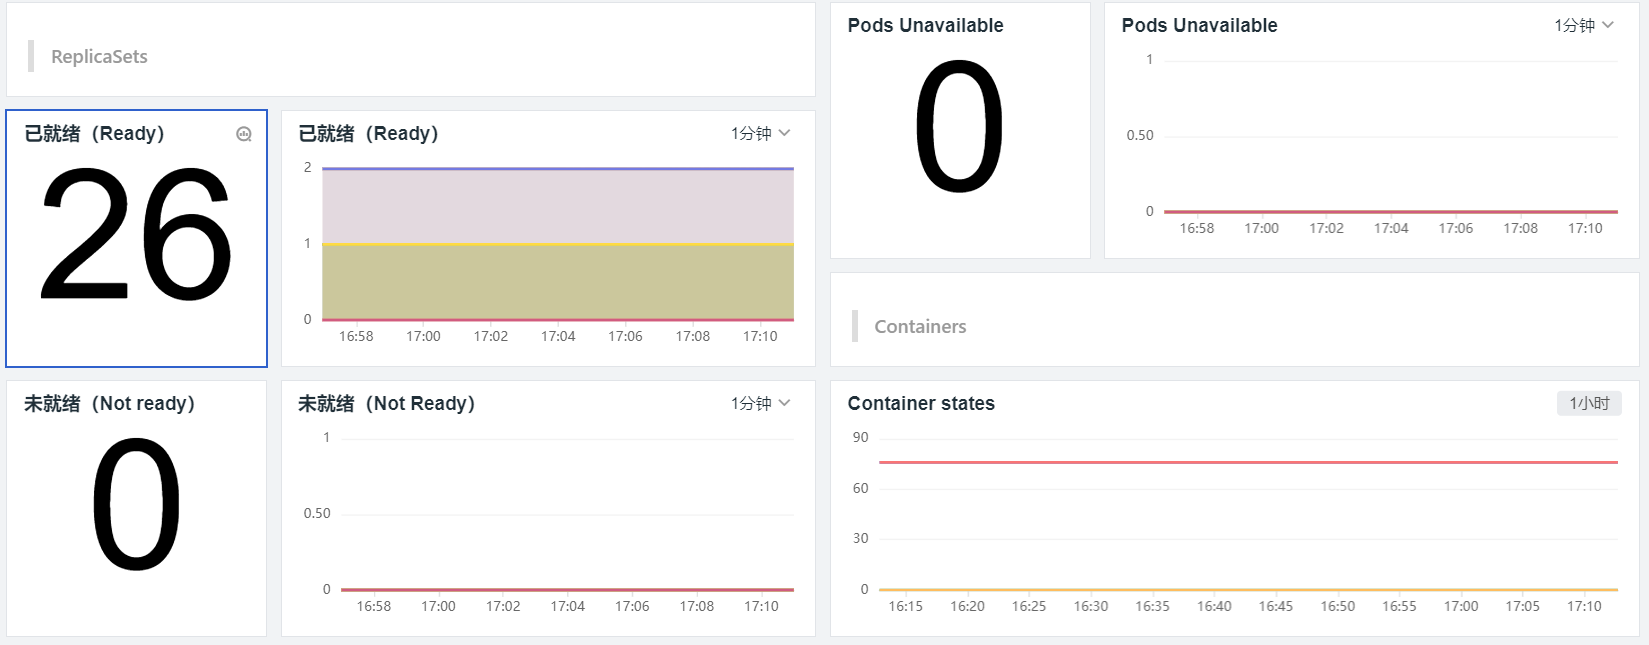 ReplicaSets
已就绪（Ready）
26
已就绪（Ready）
1分钟
2
1
0
16:58 17:00 17:02 17:04 17:06 17:08 17:10
未就绪（Not ready）
0
未就绪（Not Ready）
1分钟
1
0.50
0
16:58 17:00 17:02 17:04 17:06 17:08 17:10
Pods Unavailable
0
Pods Unavailable
1分钟
1
0.50
0
16:58 17:00 17:02 17:04 17:06 17:08 17:10
Containers
Container states
1小时
90
60
30
0
16:15 16:20 16:25 16:30 16:35 16:40 16:45 16:50 16:55 17:00 17:05 17:10